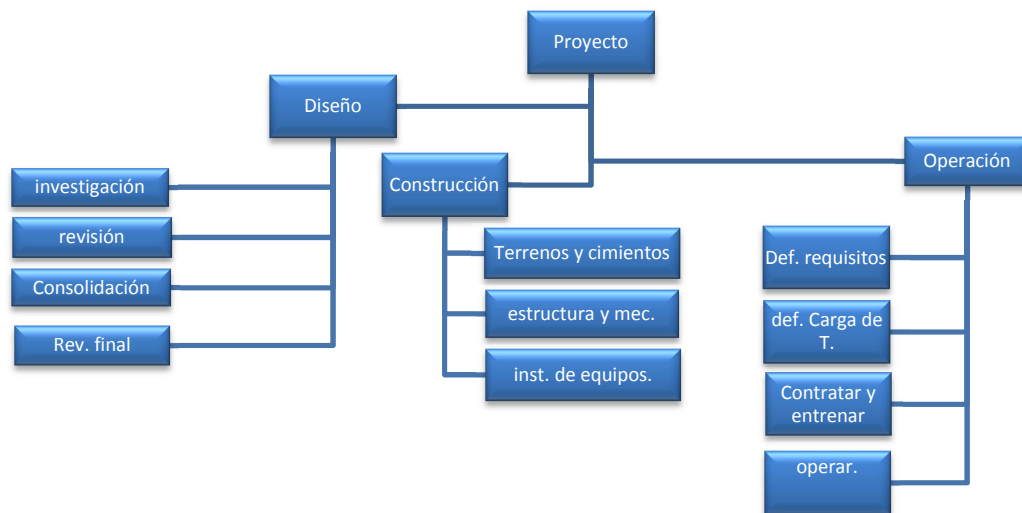 Proyecto
Diseño
investigación
revisión
Consolidación
Rev. final
Construcción
Terrenos y cimientos
estructura y mec.
inst. de equipos.
Operación
Def. requisitos
def. Carga de
T.
Contratar y
entrenar
operar.